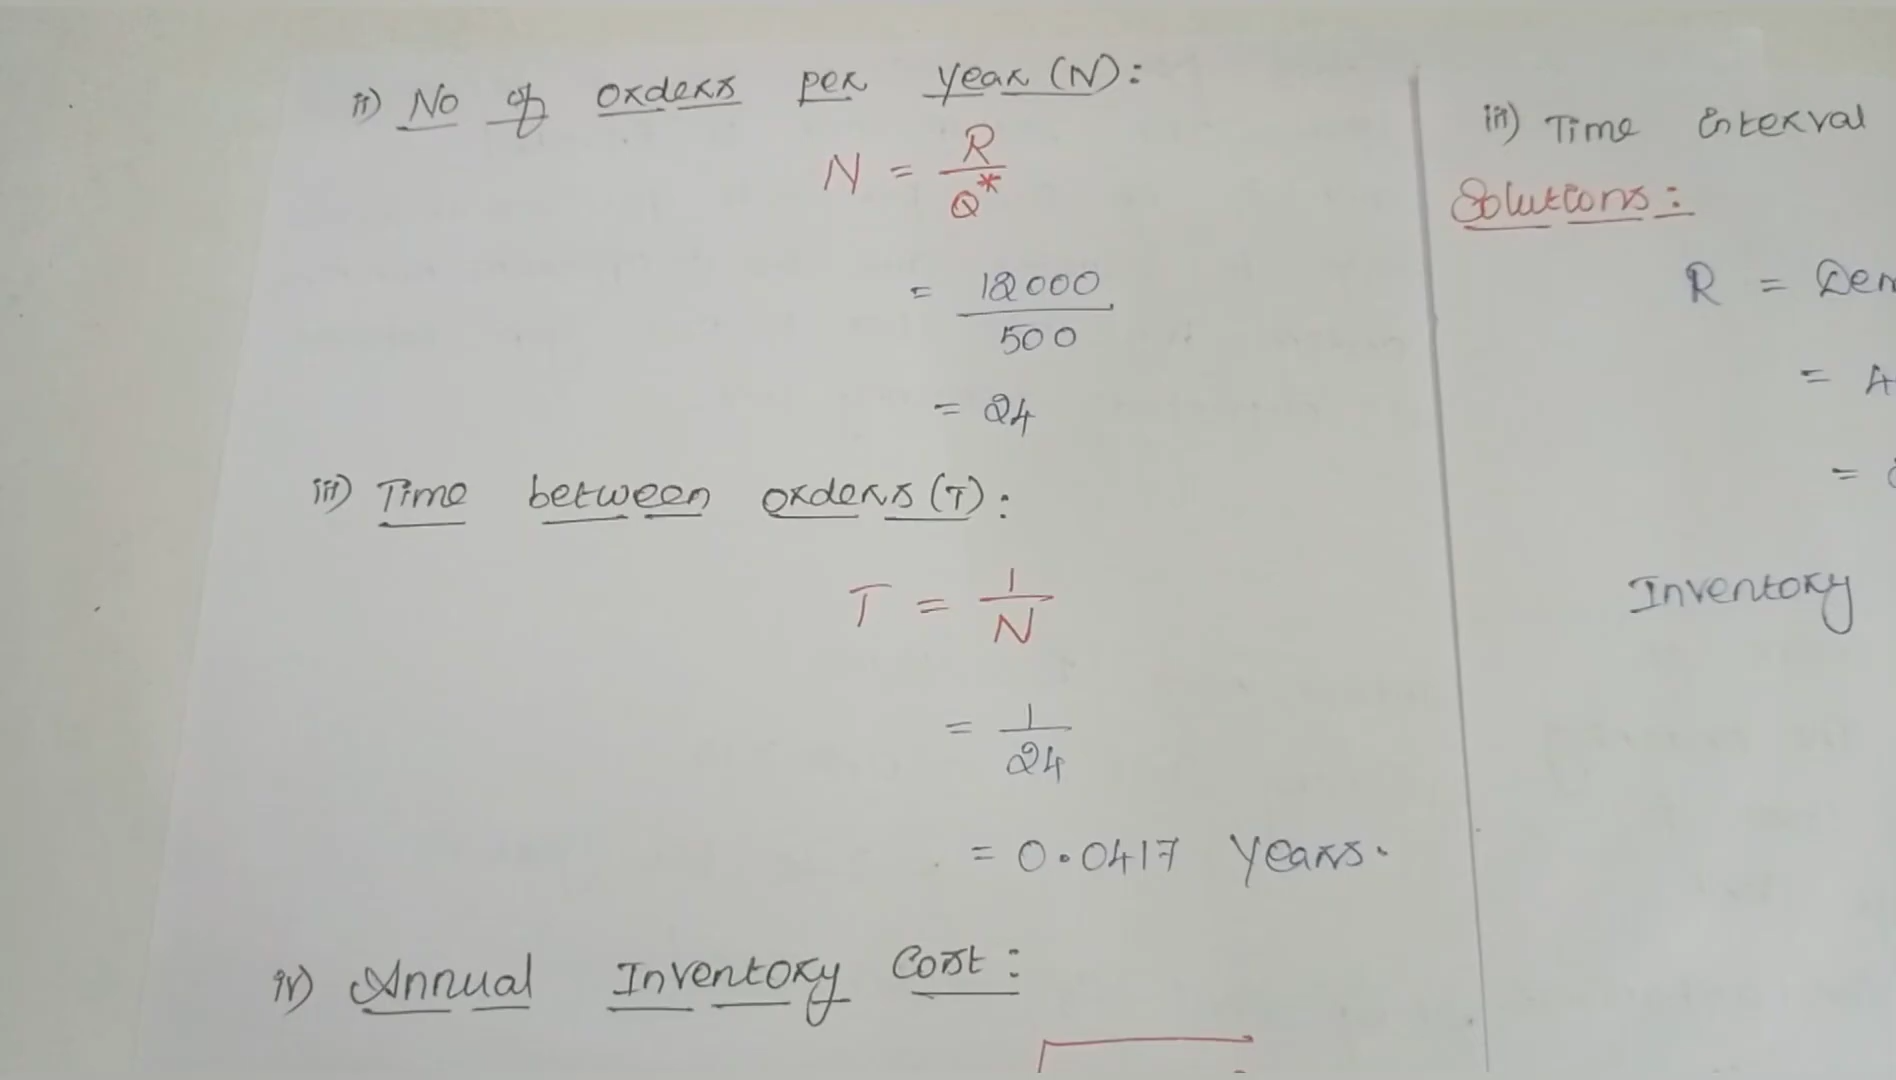 ii) No of orders per year (N):
N = R / Q*
= 12000 / 500
= 24
iii) Time between orders (T):
T = 1 / N
= 1 / 24
= 0.0417 years.
iv) Annual Inventory Cost:
iii) Time interval
Solutions:
R = Dem
= A
=
Inventory